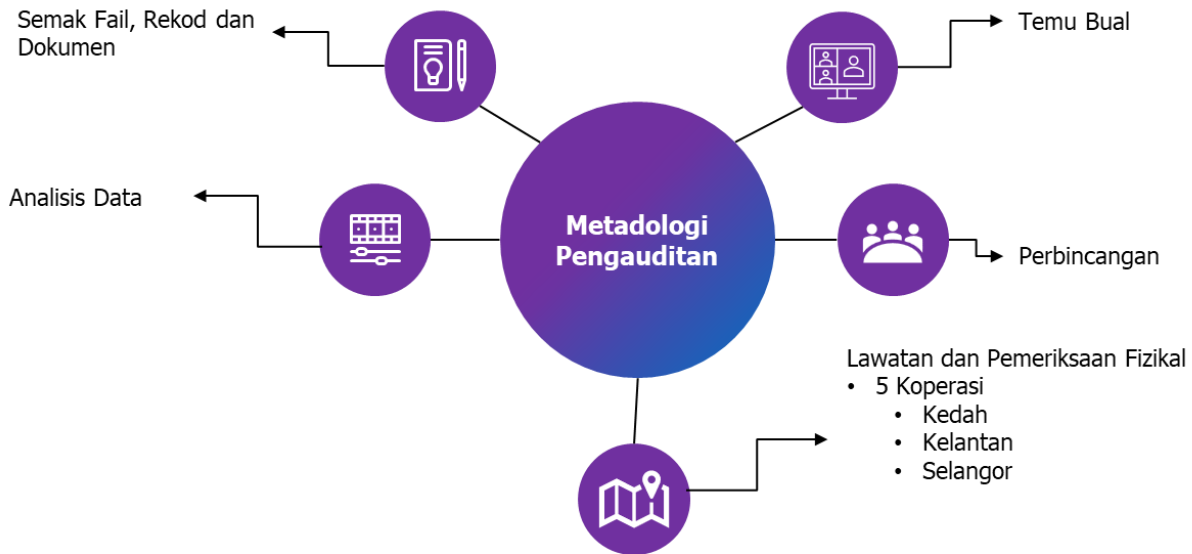 Semak Fail, Rekod dan
Dokumen
Temu Bual
Analisis Data
Metadologi
Pengauditan
Perbincangan
Lawatan dan Pemeriksaan Fizikal
• 5 Koperasi
• Kedah
• Kelantan
• Selangor